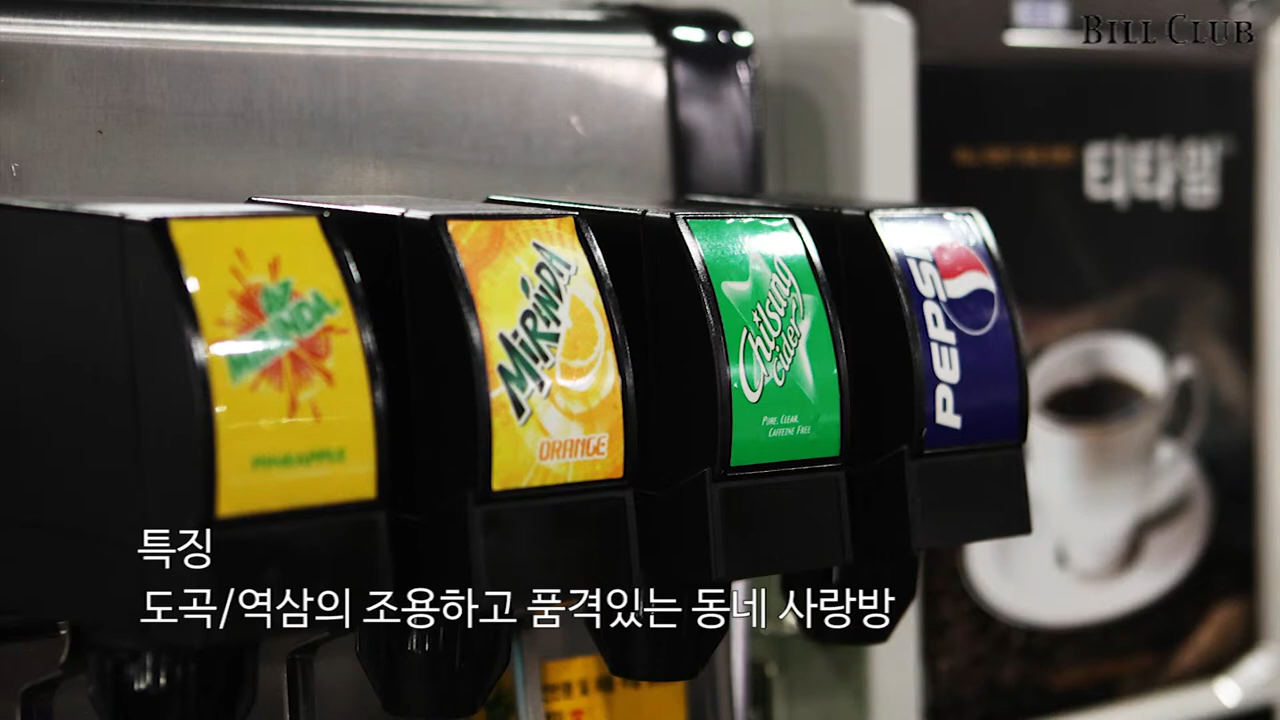 BILL CLUB
티타임
MIRINDA
PINEAPPLE
MIRINDA
ORANGE
Chilsung
Cider
PURE, CLEAR,
CAFFEINE FREE
PEPSI
특징
도곡/역삼의 조용하고 품격있는 동네 사랑방